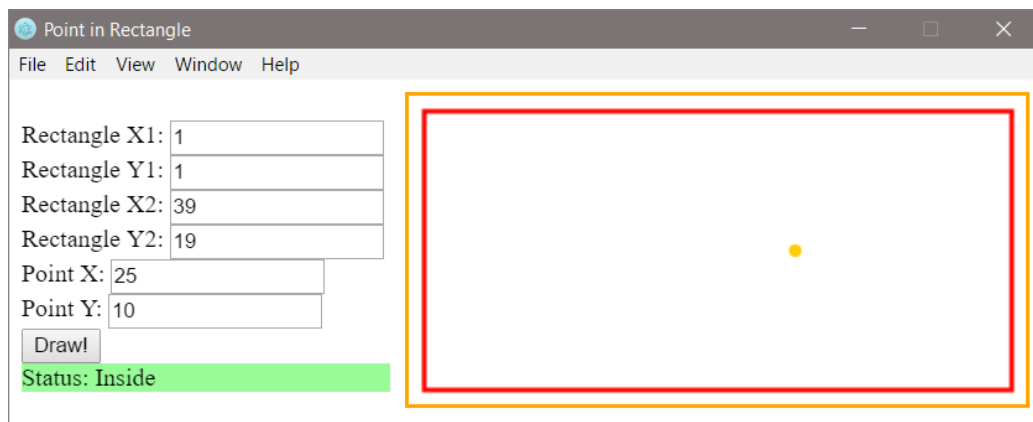 Point in Rectangle
File Edit View Window Help
Rectangle X1: 1
Rectangle Y1: 1
Rectangle X2: 39
Rectangle Y2: 19
Point X: 25
Point Y: 10
Draw!
Status: Inside